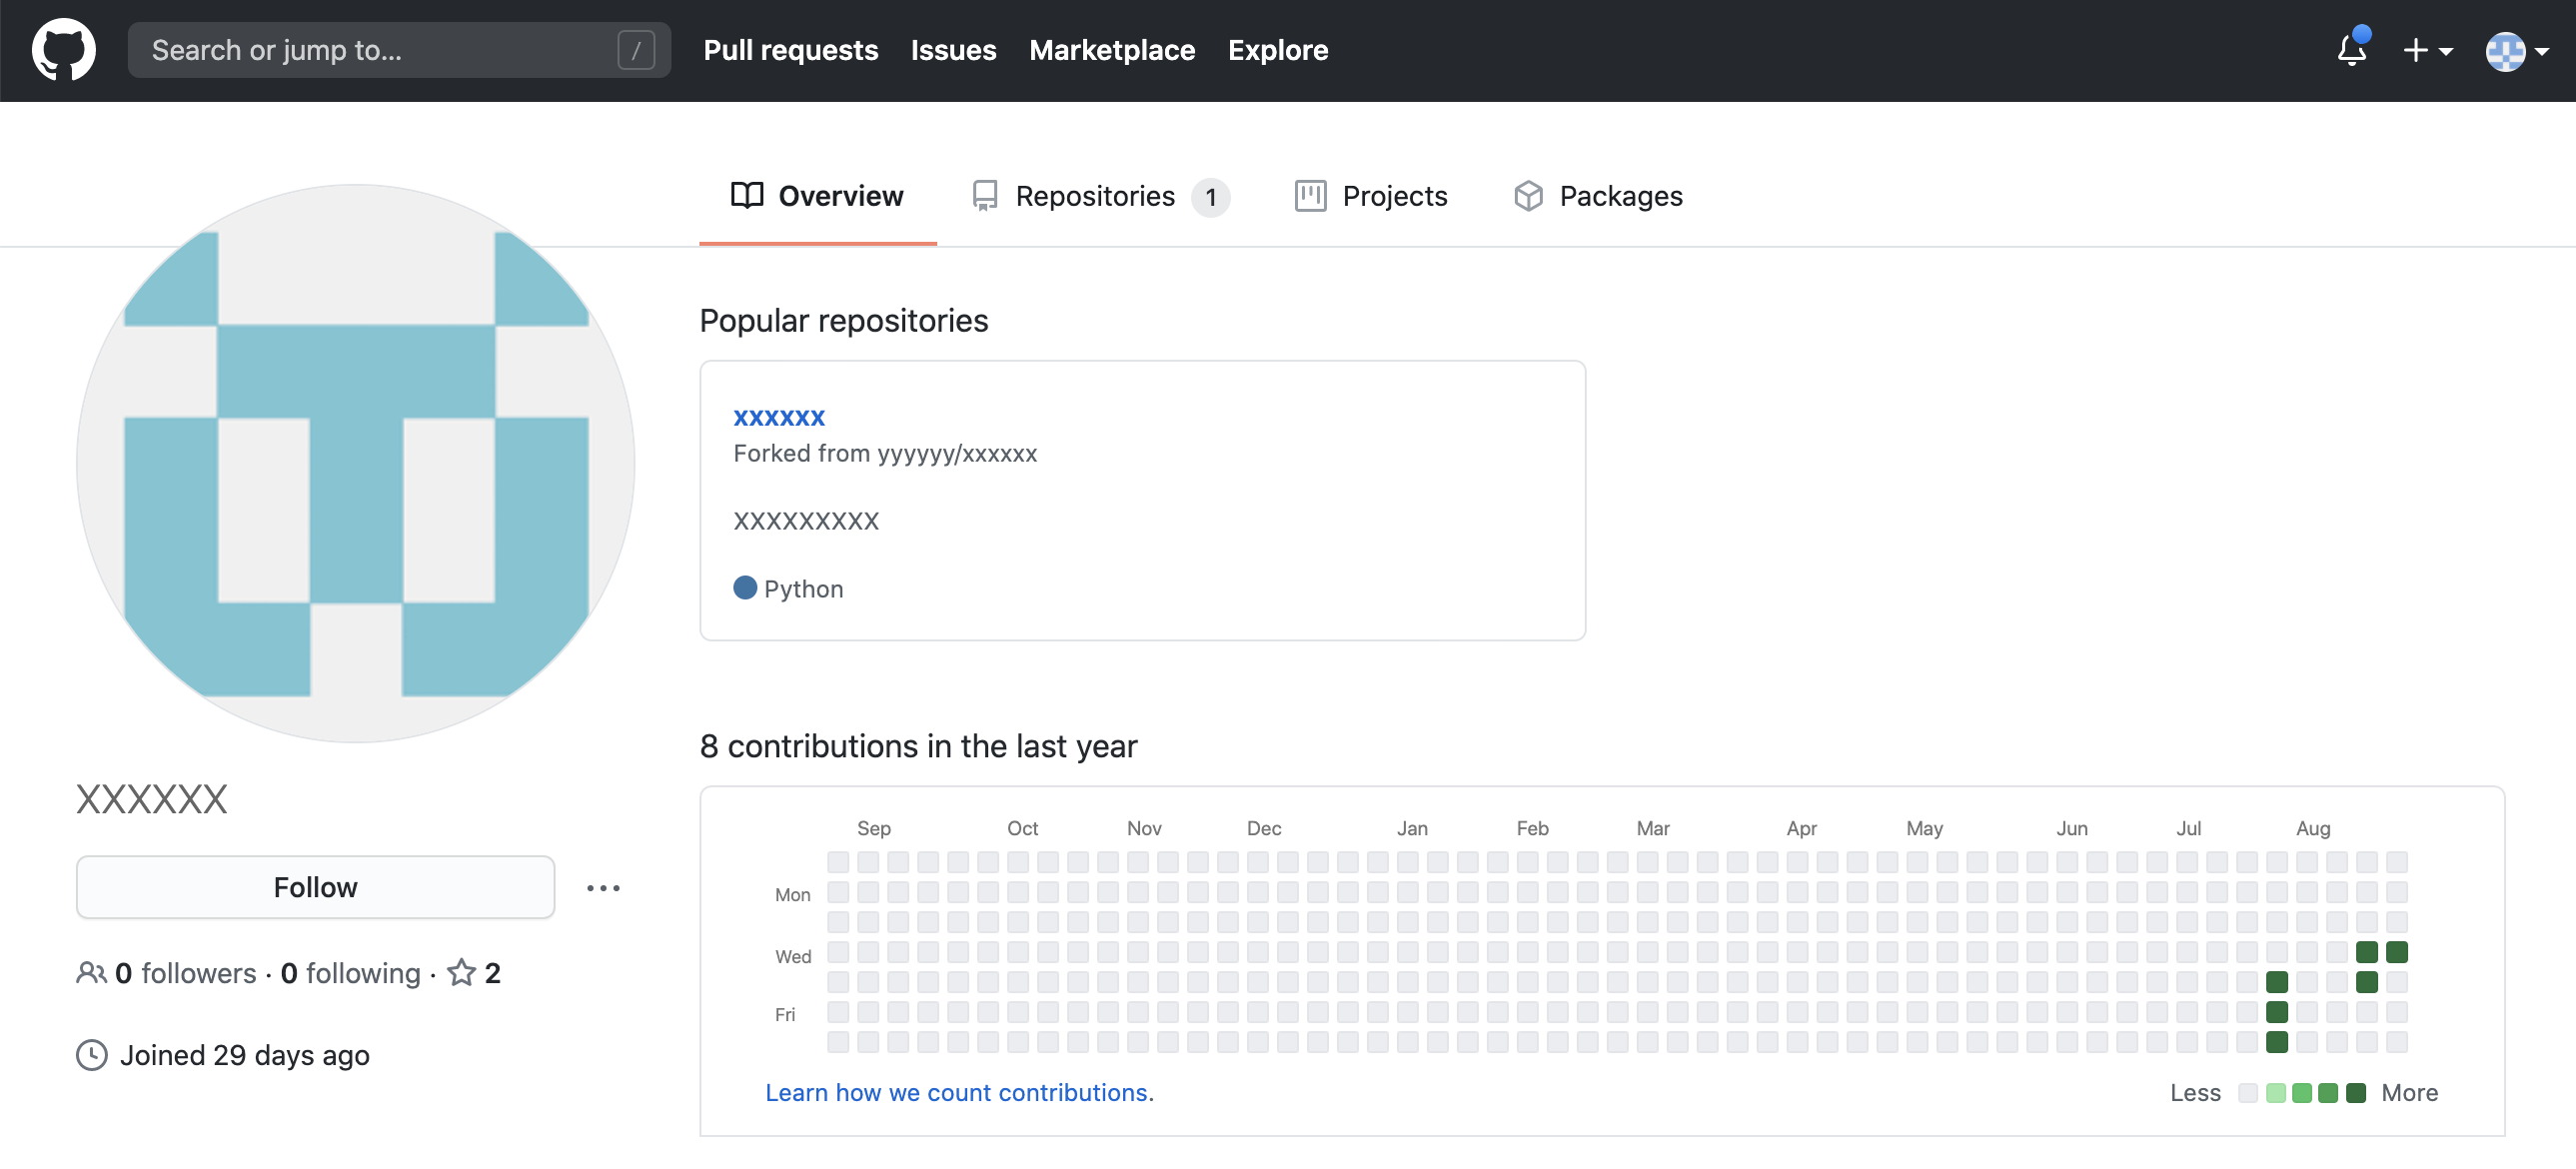 Search or jump to... /
Pull requests Issues Marketplace Explore
Overview Repositories 1 Projects Packages
Popular repositories
xxxxxx
Forked from yyyyyy/xxxxxx
XXXXXXXXX
Python
8 contributions in the last year
XXXXXX
Follow
0 followers · 0 following · 2
Joined 29 days ago
Sep Oct Nov Dec Jan Feb Mar Apr May Jun Jul Aug
Mon
Wed
Fri
Learn how we count contributions.
Less More